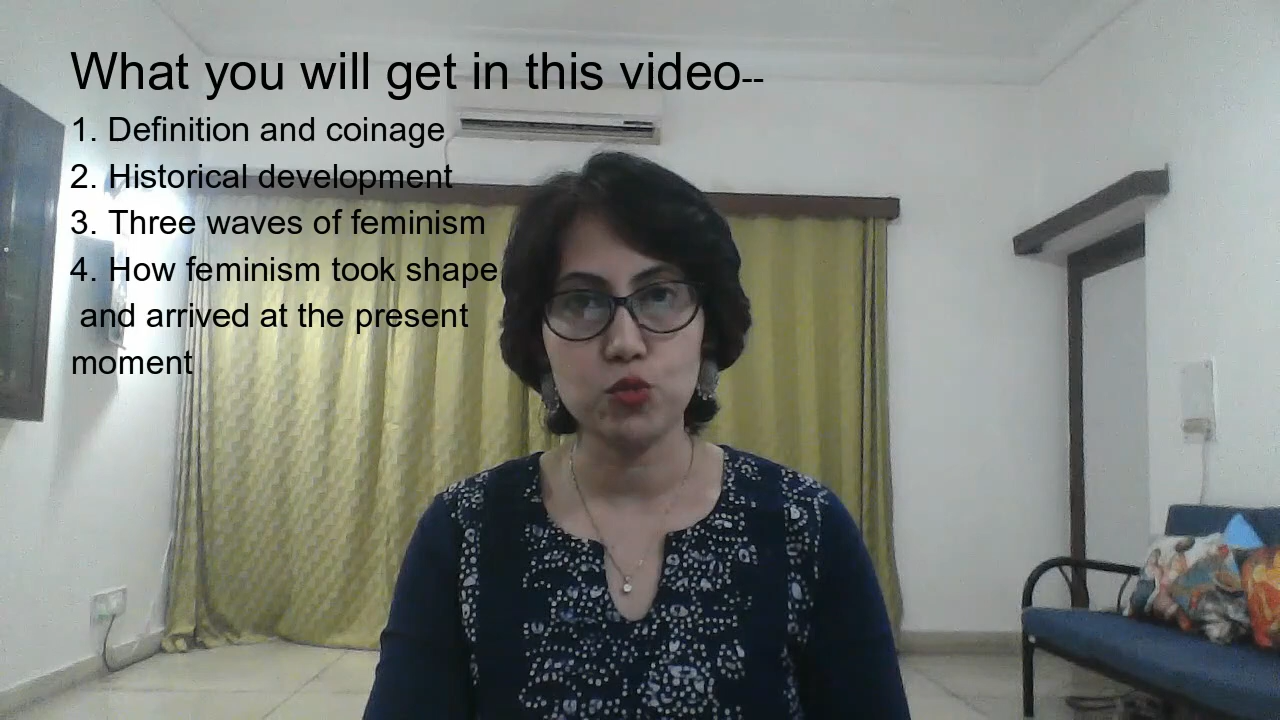 What you will get in this video--
1. Definition and coinage
2. Historical development
3. Three waves of feminism
4. How feminism took shape
and arrived at the present
moment